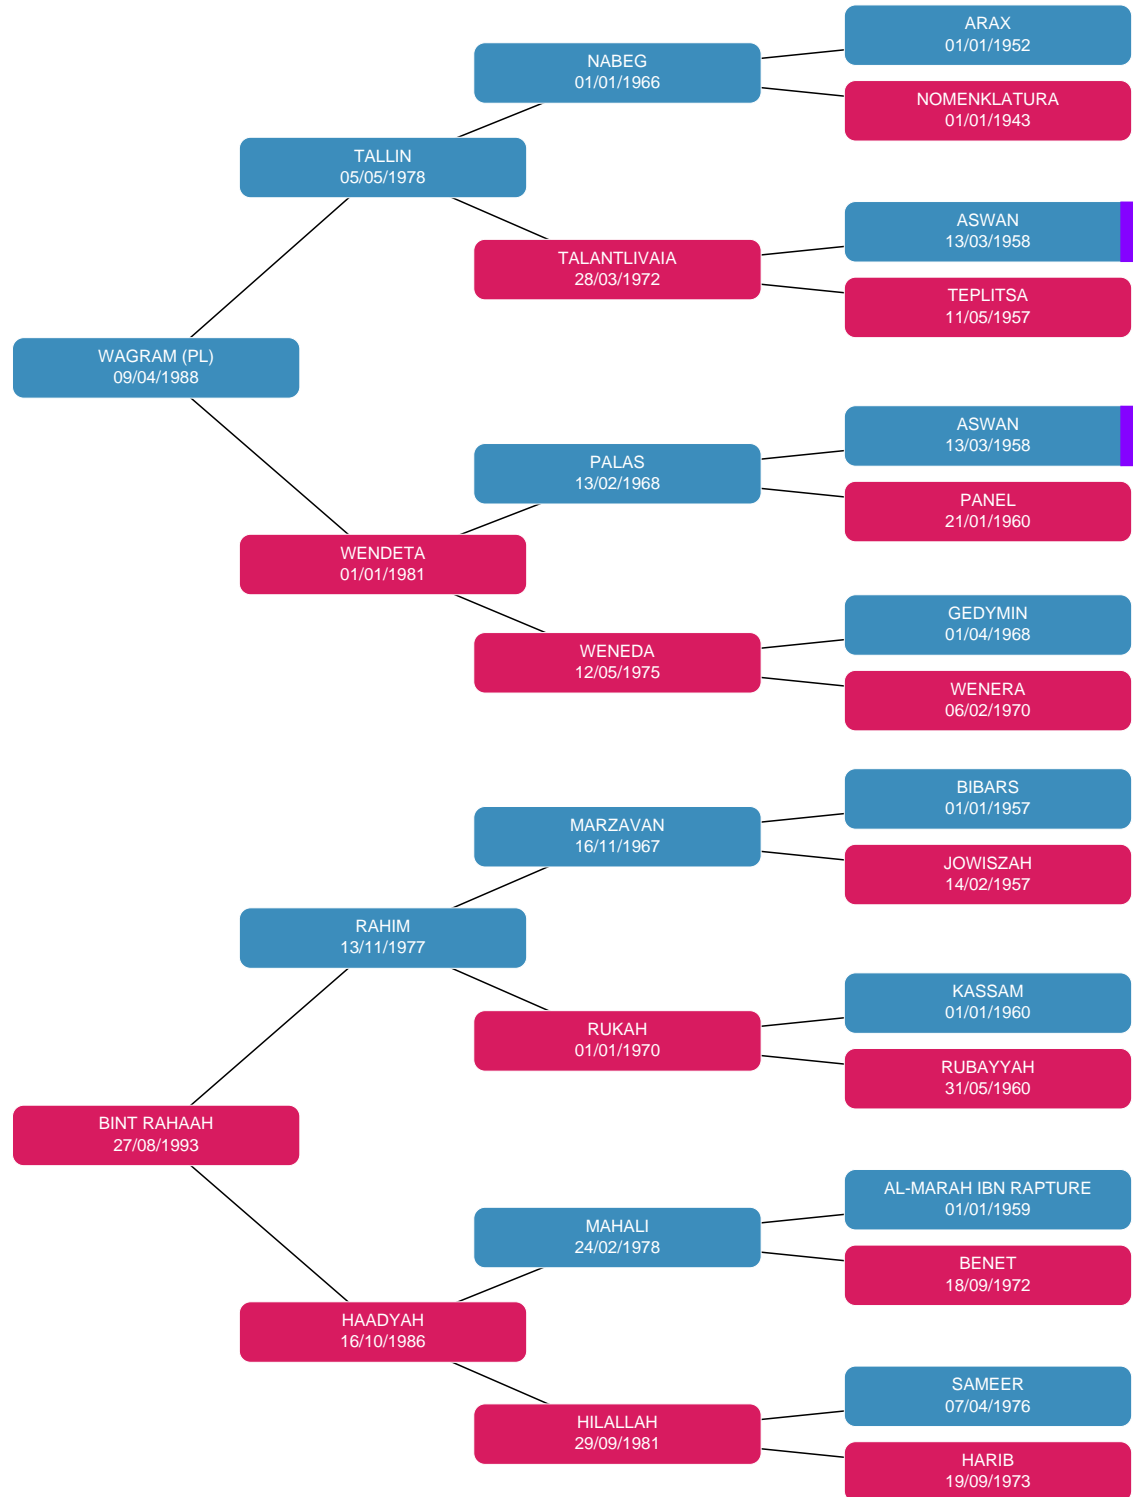 ARAX
01/01/1952
NABEG
01/01/1966
NOMENKLATURA
01/01/1943
TALLIN
05/05/1978
ASWAN
13/03/1958
TALANTLIVAIA
28/03/1972
TEPLITSA
11/05/1957
WAGRAM (PL)
09/04/1988
ASWAN
13/03/1958
PALAS
13/02/1968
PANEL
21/01/1960
WENDETA
01/01/1981
GEDYMIN
01/04/1968
WENEDA
12/05/1975
WENERA
06/02/1970
BIBARS
01/01/1957
MARZAVAN
16/11/1967
JOWISZAH
14/02/1957
RAHIM
13/11/1977
KASSAM
01/01/1960
RUKAH
01/01/1970
RUBAYYAH
31/05/1960
BINT RAHAAH
27/08/1993
AL-MARAH IBN RAPTURE
01/01/1959
MAHALI
24/02/1978
BENET
18/09/1972
HAADYAH
16/10/1986
SAMEER
07/04/1976
HILALLAH
29/09/1981
HARIB
19/09/1973